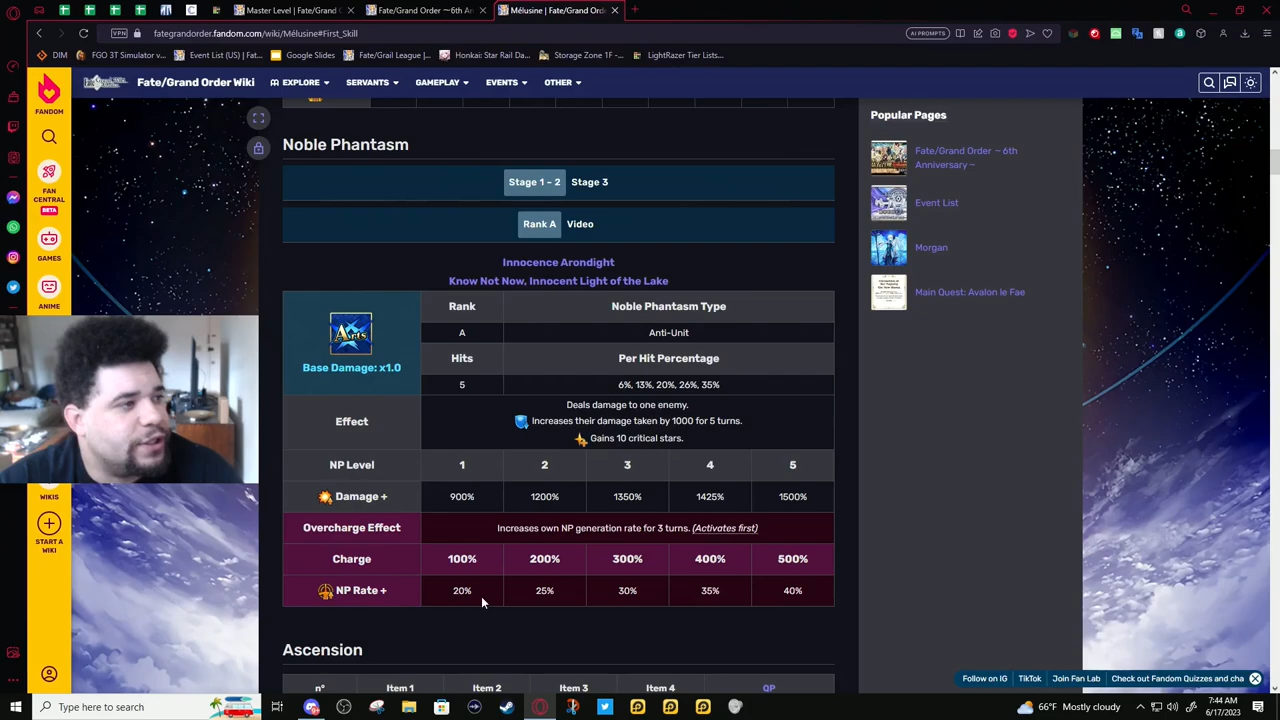 Master Level | Fate/Grand C
Fate/Grand Order ~6th A
Mélusine | Fate/Grand Ord
VPN
fategrandorder.fandom.com/wiki/Mélusine#First_Skill
AI PROMPTS
DIM
FGO 3T Simulator v...
Event List (US) | Fat...
Google Slides
Fate/Grail League |...
Honkai: Star Rail Da...
Storage Zone 1F -...
LightRazer Tier Lists...
FANDOM
FAN CENTRAL
BETA
GAMES
ANIME
WIKIS
START A WIKI
Fate/Grand Order Wiki
EXPLORE
SERVANTS
GAMEPLAY
EVENTS
OTHER
Noble Phantasm
Stage 1 – 2 Stage 3
Rank A Video
Innocence Arondight
Know Not Now, Innocent Light of the Lake
Arts
Base Damage: x1.0
Rank Noble Phantasm Type
A Anti-Unit
Hits Per Hit Percentage
5 6%, 13%, 20%, 26%, 35%
Effect
Deals damage to one enemy.
Increases their damage taken by 1000 for 5 turns.
Gains 10 critical stars.
NP Level 1 2 3 4 5
Damage + 900% 1200% 1350% 1425% 1500%
Overcharge Effect Increases own NP generation rate for 3 turns. (Activates first)
Charge 100% 200% 300% 400% 500%
NP Rate + 20% 25% 30% 35% 40%
Ascension
n° Item 1 Item 2 Item 3 Item 4 QP
Popular Pages
Fate/Grand Order ~6th
Anniversary~
Event List
Morgan
Main Quest: Avalon le Fae
Follow on IG TikTok Join Fan Lab Check out Fandom Quizzes and cha
Type here to search
66°F Mostly cloudy
7:44 AM
6/17/2023